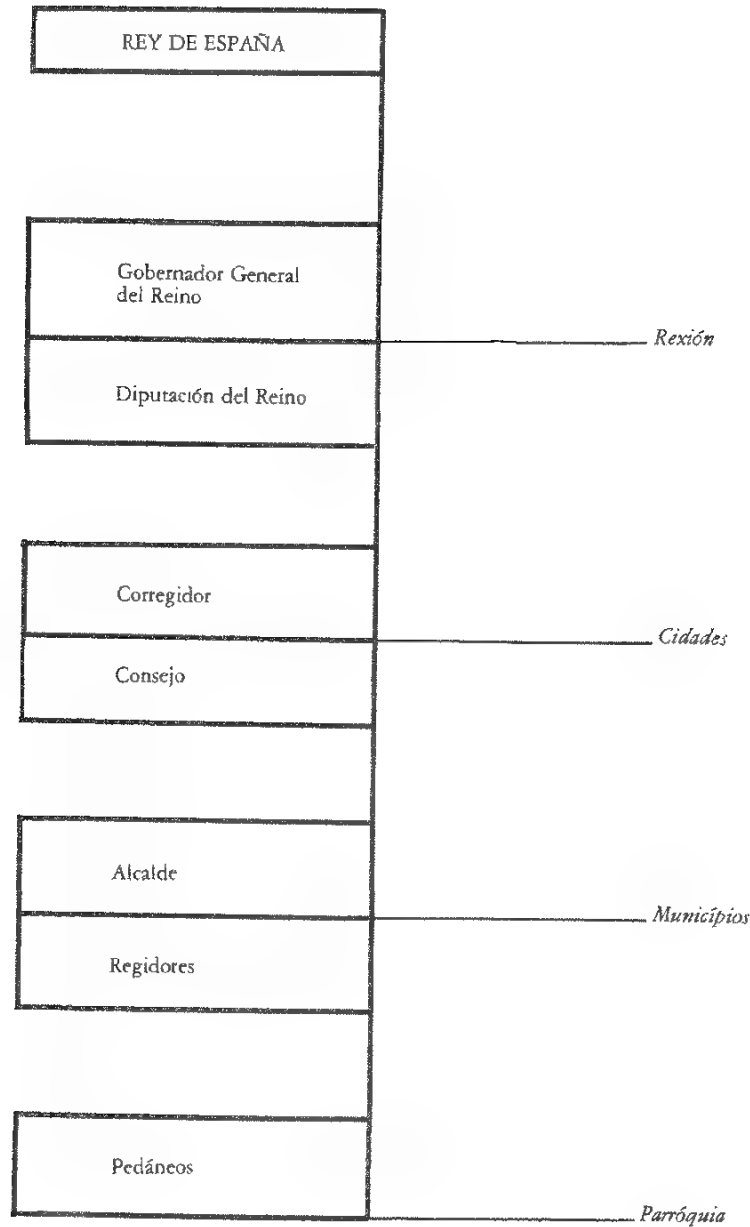 REY DE ESPAÑA
Gobernador General
del Reino
Rexión
Diputación del Reino
Corregidor
Cidades
Consejo
Alcalde
Municípios
Regidores
Pedáneos
Parróquia